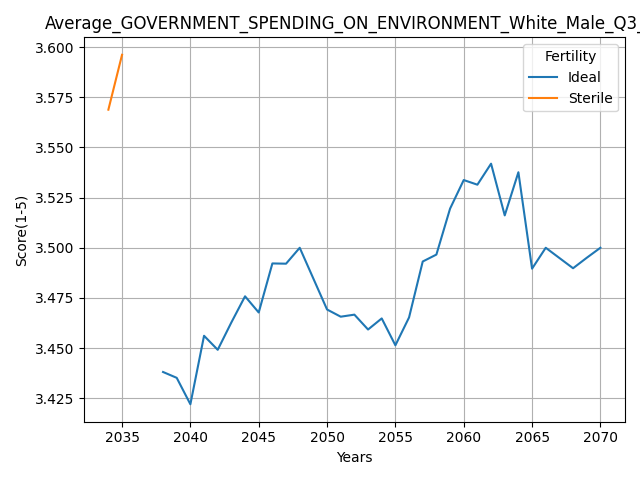 Average_GOVERNMENT_SPENDING_ON_ENVIRONMENT_White_Male_Q3_
3.600
3.575
3.550
3.525
3.500
3.475
3.450
3.425
Score(1-5)
Fertility
Ideal
Sterile
2035 2040 2045 2050 2055 2060 2065 2070
Years